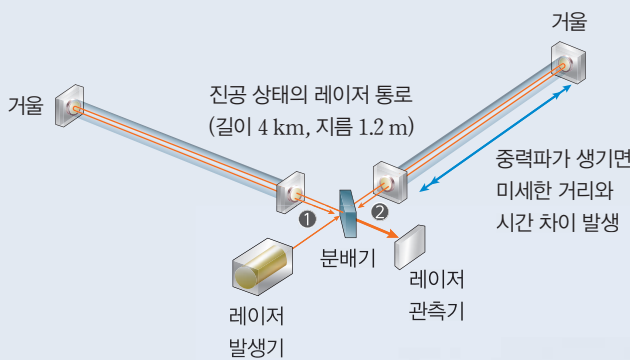 거울
거울
진공 상태의 레이저 통로
(길이 4 km, 지름 1.2 m)
중력파가 생기면
미세한 거리와
시간 차이 발생
1
2
분배기
레이저
관측기
레이저
발생기